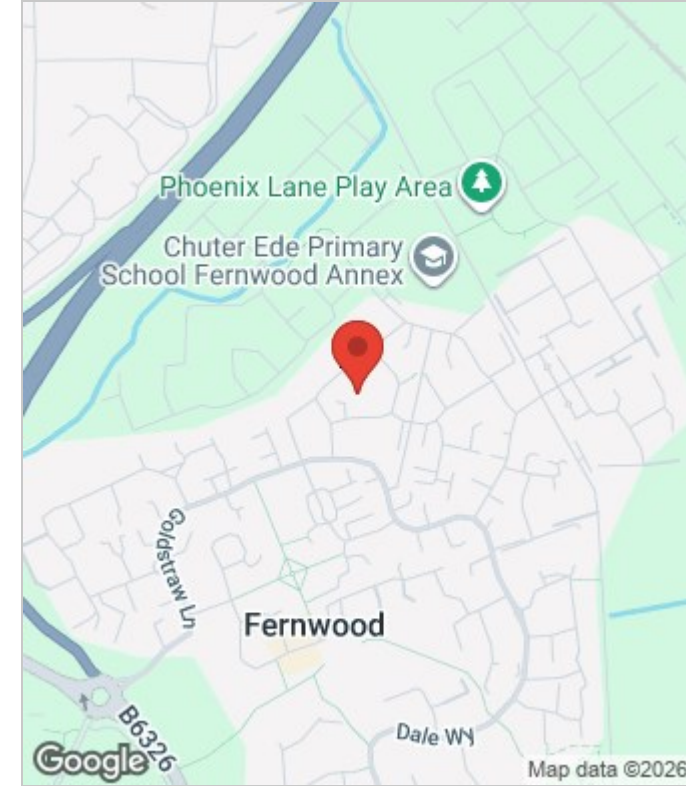 Phoenix Lane Play Area
Chuter Ede Primary
School Fernwood Annex
Goldstraw Ln
Fernwood
B6326
Dale Wy
Google
Map data ©2026